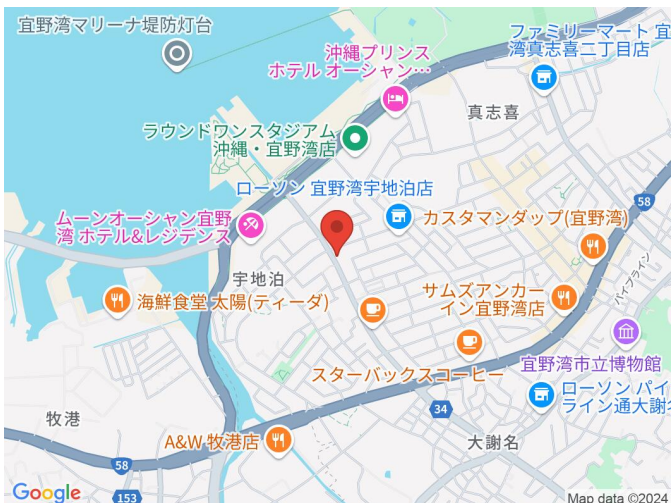 宜野湾マリーナ堤防灯台
ファミリーマート 宜
野湾真志喜二丁目店
沖縄プリンス
ホテル オーシャン…
真志喜
ラウンドワンスタジアム
沖縄・宜野湾店
ローソン 宜野湾宇地泊店
58
ムーンオーシャン宜野
湾 ホテル&レジデンス
カスタマンダップ(宜野湾)
パイプライン
宇地泊
海鮮食堂 太陽(ティーダ)
サムズアンカー
イン宜野湾店
宜野湾市立博物館
スターバックスコーヒー
ローソン パイ
ライン通大謝名
34
牧港
A&W 牧港店
大謝名
58
153
Google
Map data ©2024